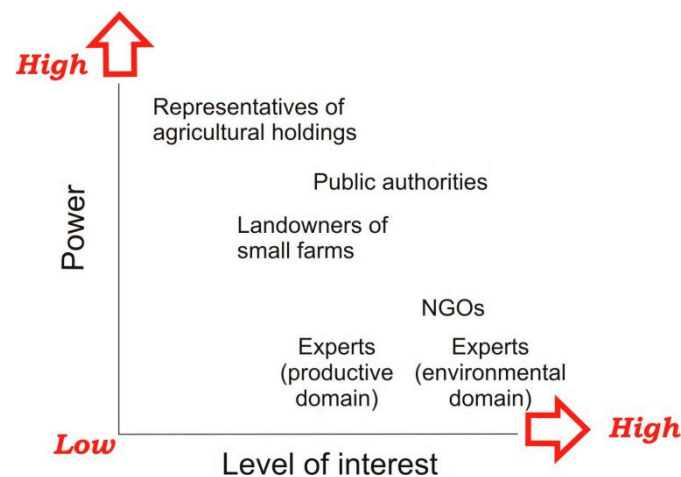 High
Representatives of
agricultural holdings
Public authorities
Power
Landowners of
small farms
NGOs
Experts
(productive
domain)
Experts
(environmental
domain)
Low
High
Level of interest